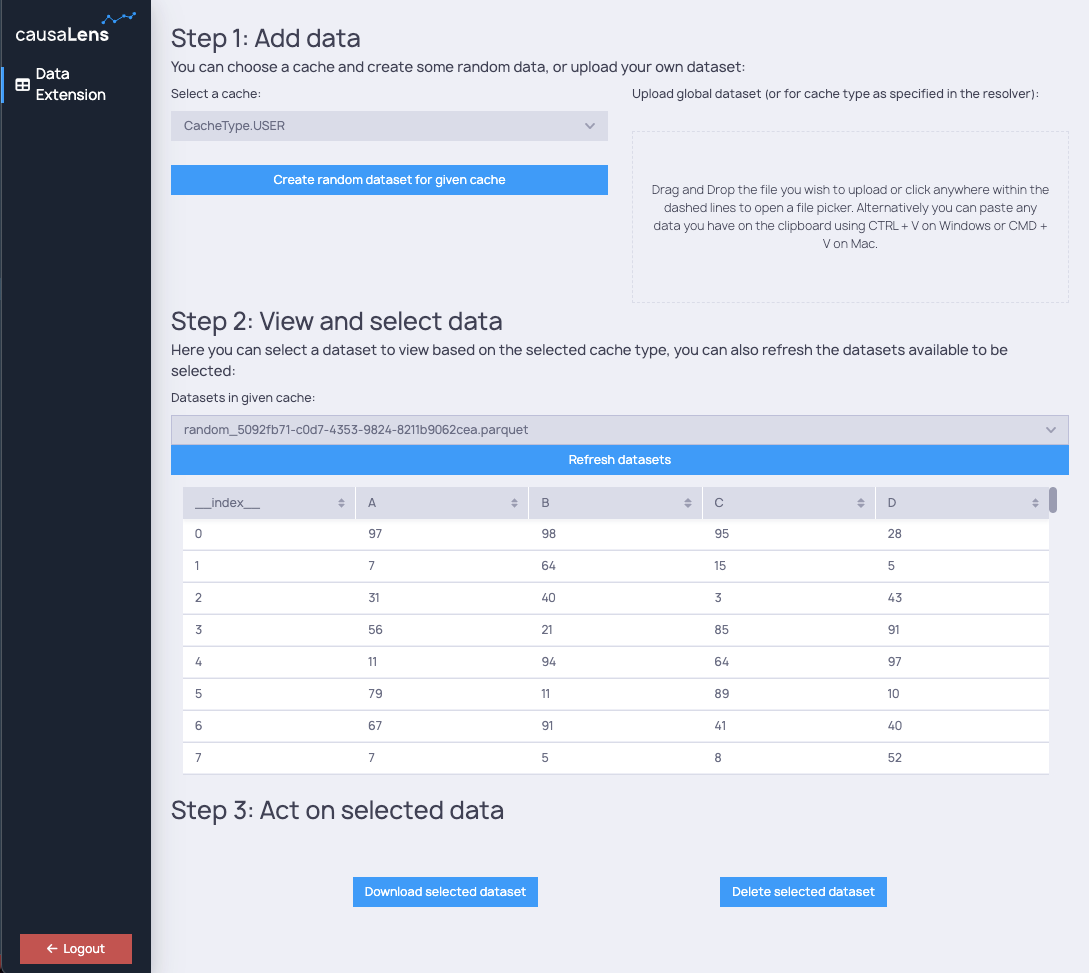 causaLens
Data
Extension
Step 1: Add data
You can choose a cache and create some random data, or upload your own dataset:
Select a cache:
CacheType.USER
Create random dataset for given cache
Upload global dataset (or for cache type as specified in the resolver):
Drag and Drop the file you wish to upload or click anywhere within the
dashed lines to open a file picker. Alternatively you can paste any
data you have on the clipboard using CTRL + V on Windows or CMD +
V on Mac.
Step 2: View and select data
Here you can select a dataset to view based on the selected cache type, you can also refresh the datasets available to be
selected:
Datasets in given cache:
random_5092fb71-c0d7-4353-9824-8211b9062cea.parquet
Refresh datasets
__index__ A B C D
0 97 98 95 28
1 7 64 15 5
2 31 40 3 43
3 56 21 85 91
4 11 94 64 97
5 79 11 89 10
6 67 91 41 40
7 7 5 8 52
Step 3: Act on selected data
Download selected dataset
Delete selected dataset
Logout